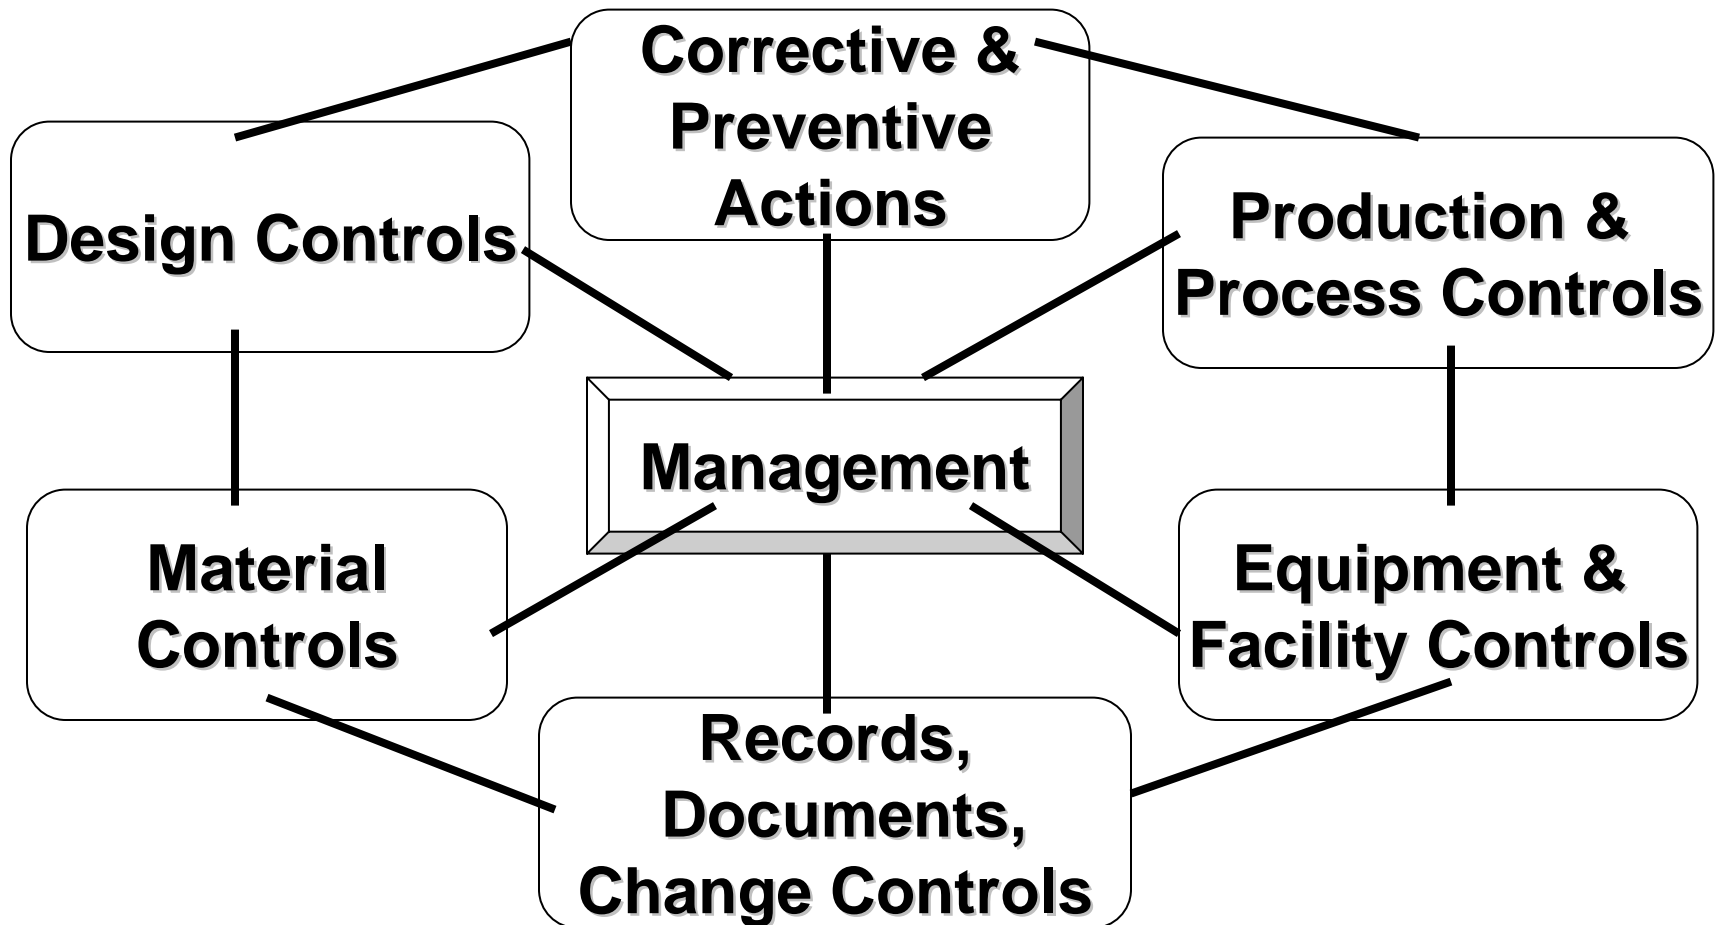 Corrective &
Preventive
Actions
Design Controls
Production &
Process Controls
Management
Material
Controls
Equipment &
Facility Controls
Records,
Documents,
Change Controls